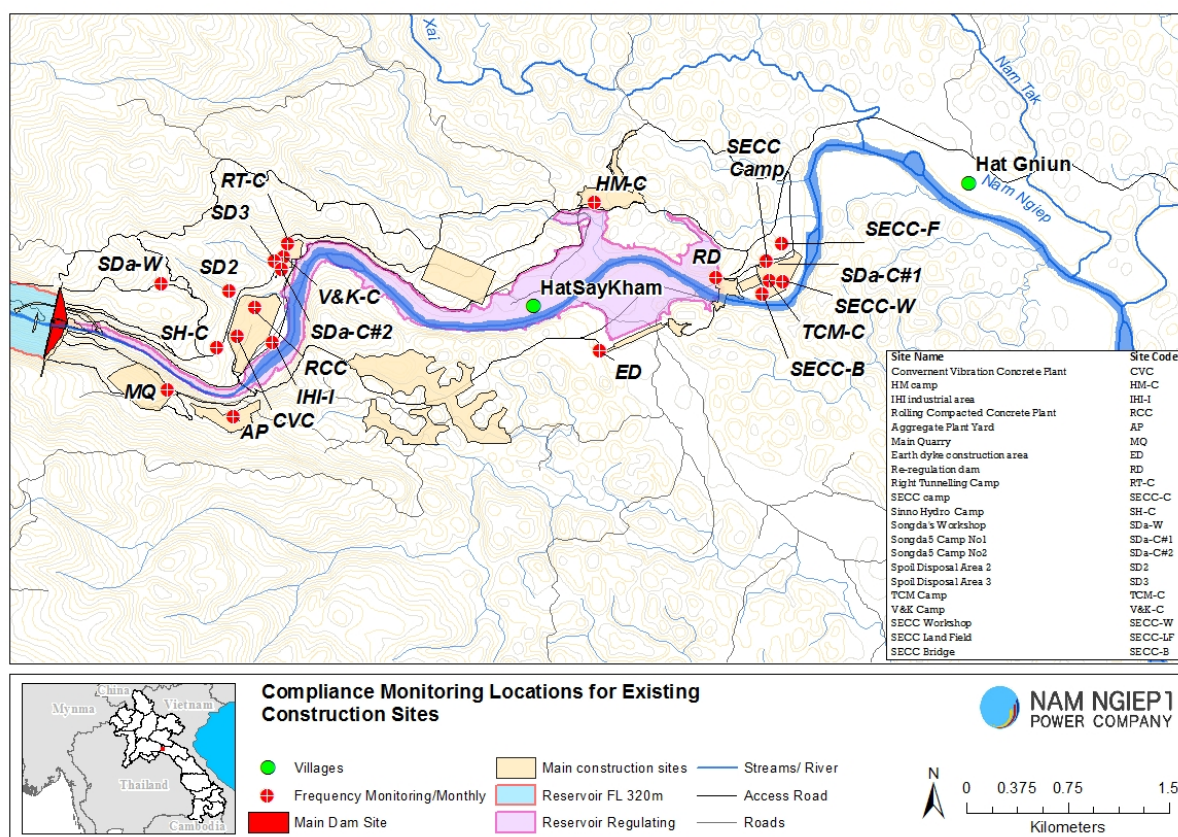 Xai
Nam Tak
Hat Gniun
Nam Ngiep
SECC
Camp
HM-C
RT-C
SD3
SDa-W
SD2
SECC-F
RD
SDa-C#1
V&K-C
HatSayKham
SECC-W
SDa-C#2
TCM-C
SH-C
RCC
ED
SECC-B
IHI-I
MQ
CVC
AP
Site Name Site Code
Convernent Vibration Concrete Plant CVC
HM camp HM-C
IHI industrial area IHI-I
Rolling Compacted Concrete Plant RCC
Aggregate Plant Yard AP
Main Quarry MQ
Earth dyke construction area ED
Re-regulation dam RD
Right Tunnelling Camp RT-C
SECC camp SECC-C
Sinno Hydro Camp SH-C
Songda's Workshop SDa-W
Songda5 Camp No1 SDa-C#1
Songda5 Camp No2 SDa-C#2
Spoil Disposal Area 2 SD2
Spoil Disposal Area 3 SD3
TCM Camp TCM-C
V&K Camp V&K-C
SECC Workshop SECC-W
SECC Land Field SECC-LF
SECC Bridge SECC-B
China
Mynma
Vietnam
Thailand
Cambodia
Compliance Monitoring Locations for Existing
Construction Sites
Villages
Frequency Monitoring/Monthly
Main Dam Site
Main construction sites
Reservoir FL 320m
Reservoir Regulating
Streams/ River
Access Road
Roads
NAM NGIEP1
POWER COMPANY
N
0 0.375 0.75 1.5
Kilometers